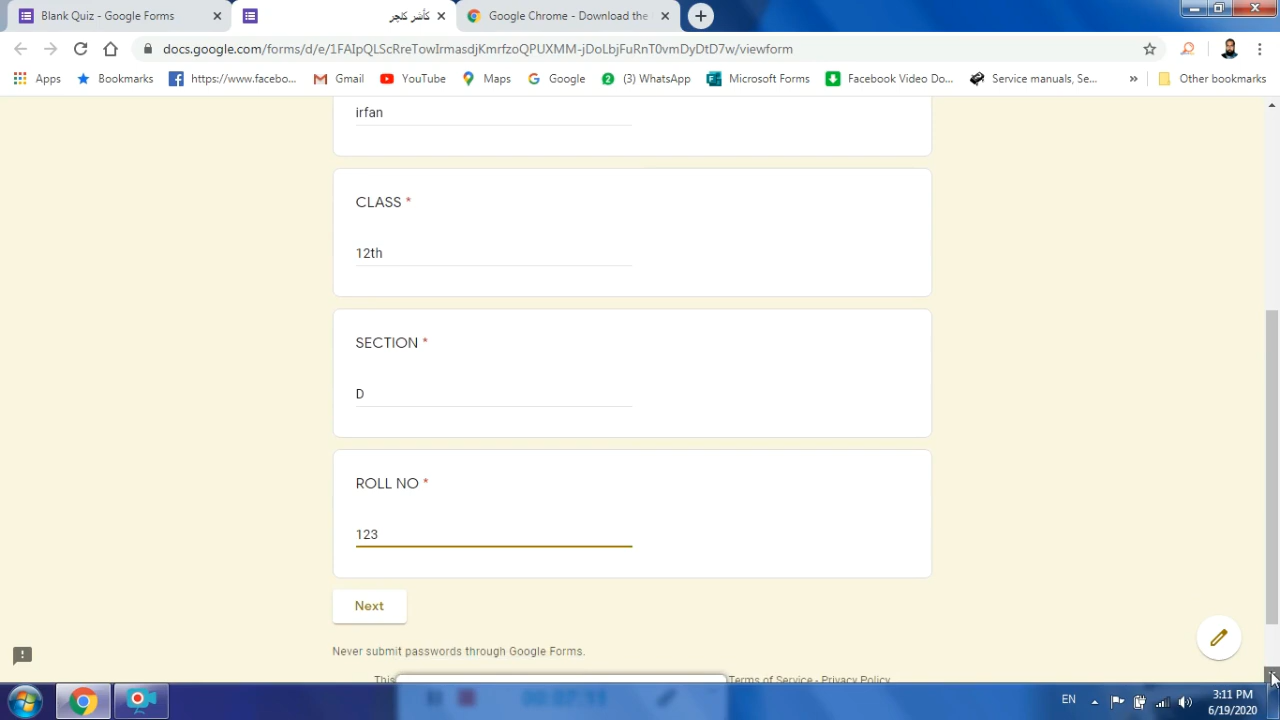 Blank Quiz - Google Forms
كأشر كلچر
Google Chrome - Download the
docs.google.com/forms/d/e/1FAIpQLScRreTowIrmasdjKmrfzoQPUXMM-jDoLbjFuRnT0vmDyDtD7w/viewform
Apps
Bookmarks
https://www.facebo...
Gmail
YouTube
Maps
Google
(3) WhatsApp
Microsoft Forms
Facebook Video Do...
Service manuals, Se...
»
Other bookmarks
irfan
CLASS *
12th
SECTION *
D
ROLL NO *
123
Next
Never submit passwords through Google Forms.
This
Terms of Service - Privacy Policy
EN
3:11 PM
6/19/2020